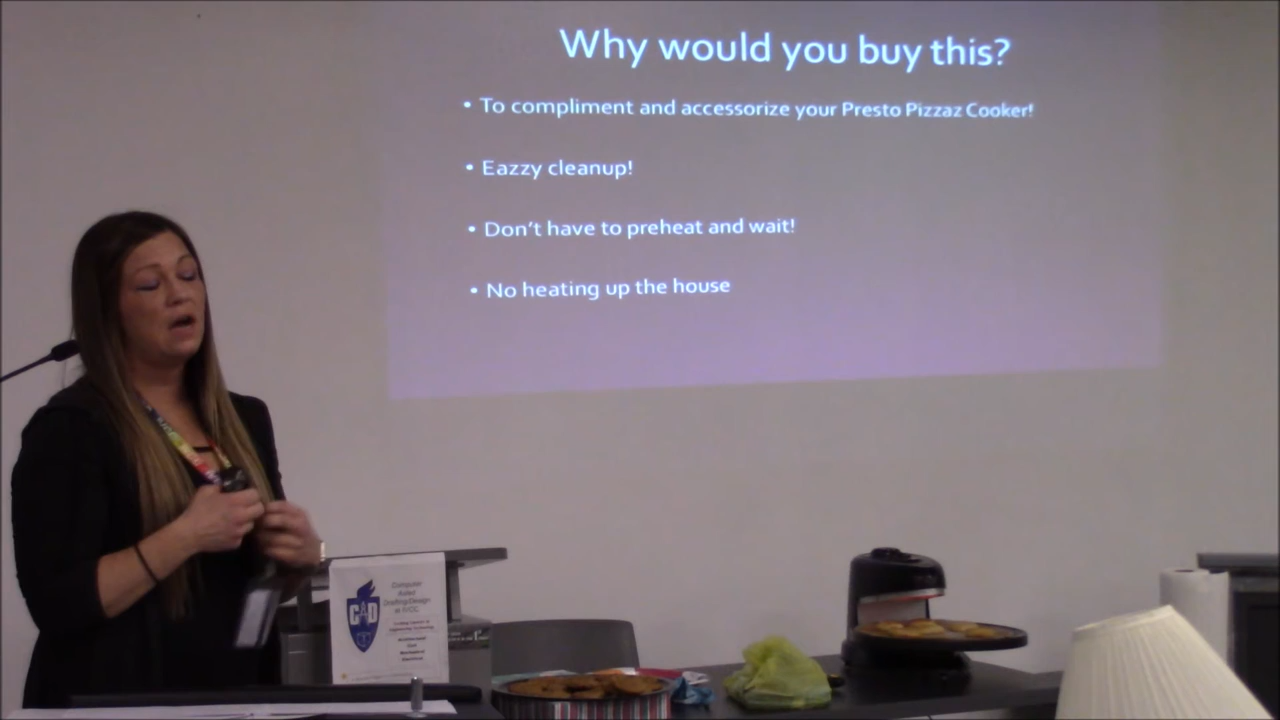 Why would you buy this?
• To compliment and accessorize your Presto Pizzaz Cooker!
• Eazzy cleanup!
• Don't have to preheat and wait!
• No heating up the house
CAD
Computer
Aided
Drafting/Design